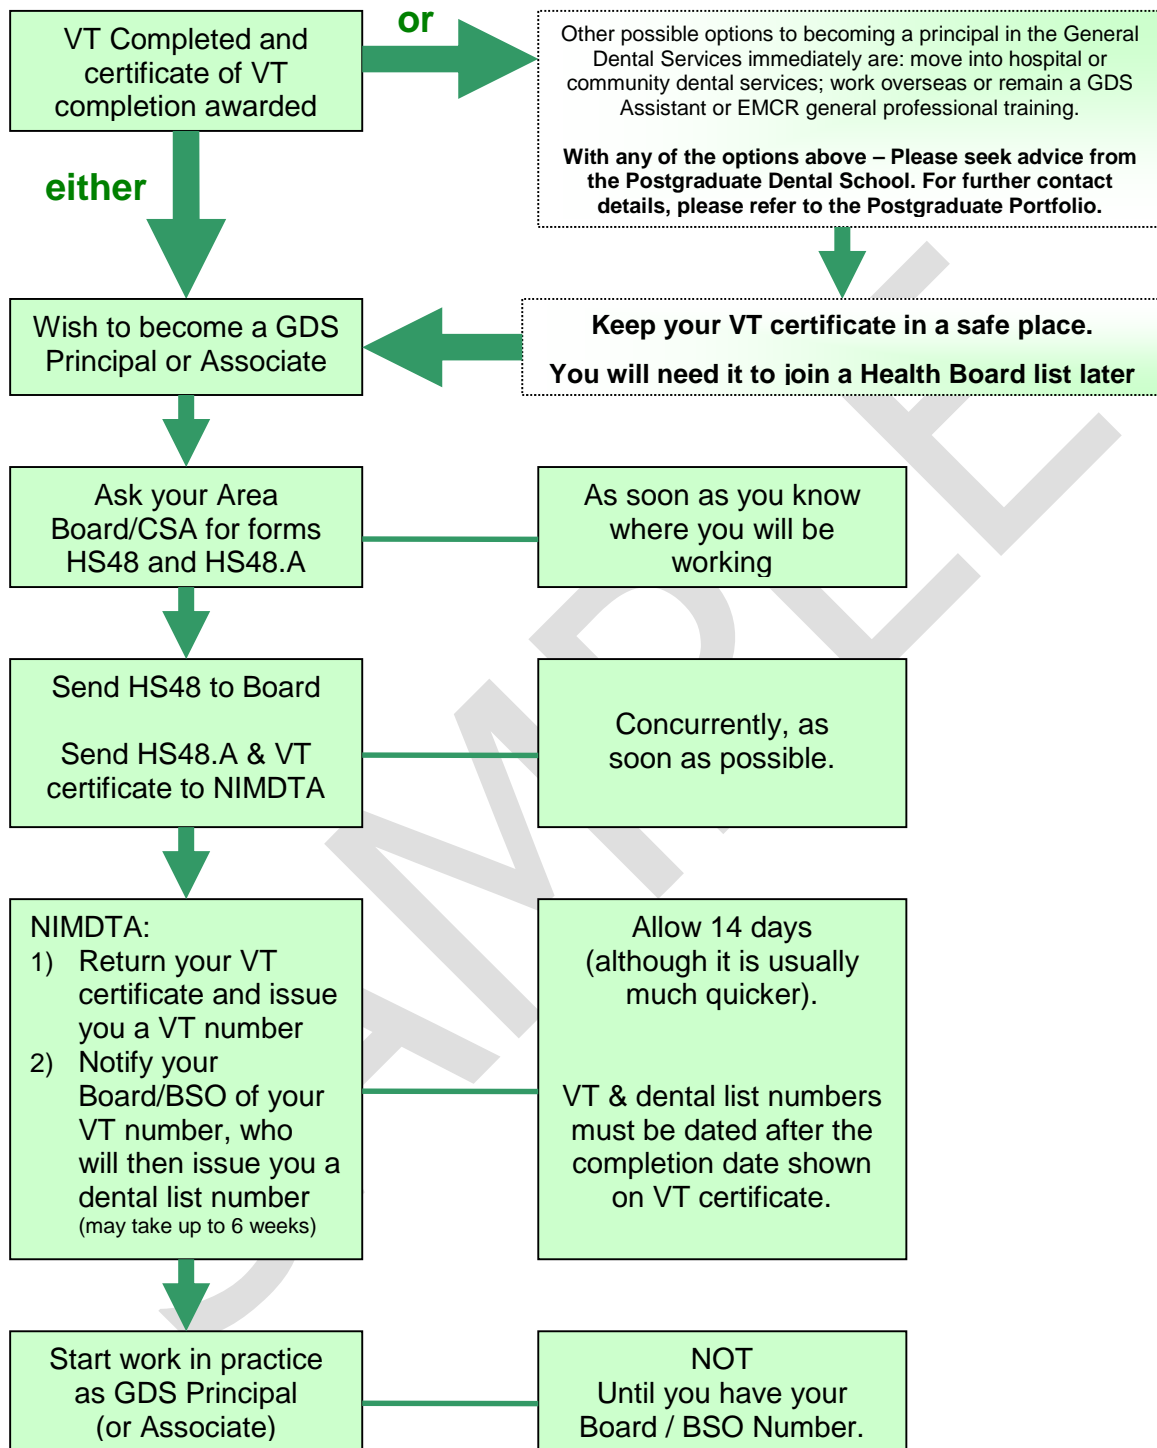 VT Completed and
certificate of VT
completion awarded
or
Other possible options to becoming a principal in the General
Dental Services immediately are: move into hospital or
community dental services; work overseas or remain a GDS
Assistant or EMCR general professional training.
With any of the options above – Please seek advice from
the Postgraduate Dental School. For further contact
details, please refer to the Postgraduate Portfolio.
either
Wish to become a GDS
Principal or Associate
Keep your VT certificate in a safe place.
You will need it to join a Health Board list later
Ask your Area
Board/CSA for forms
HS48 and HS48.A
As soon as you know
where you will be
working
Send HS48 to Board
Send HS48.A & VT
certificate to NIMDTA
Concurrently, as
soon as possible.
NIMDTA:
1) Return your VT
certificate and issue
you a VT number
2) Notify your
Board/BSO of your
VT number, who
will then issue you a
dental list number
(may take up to 6 weeks)
Allow 14 days
(although it is usually
much quicker).
VT & dental list numbers
must be dated after the
completion date shown
on VT certificate.
Start work in practice
as GDS Principal
(or Associate)
NOT
Until you have your
Board / BSO Number.
SAMPLE